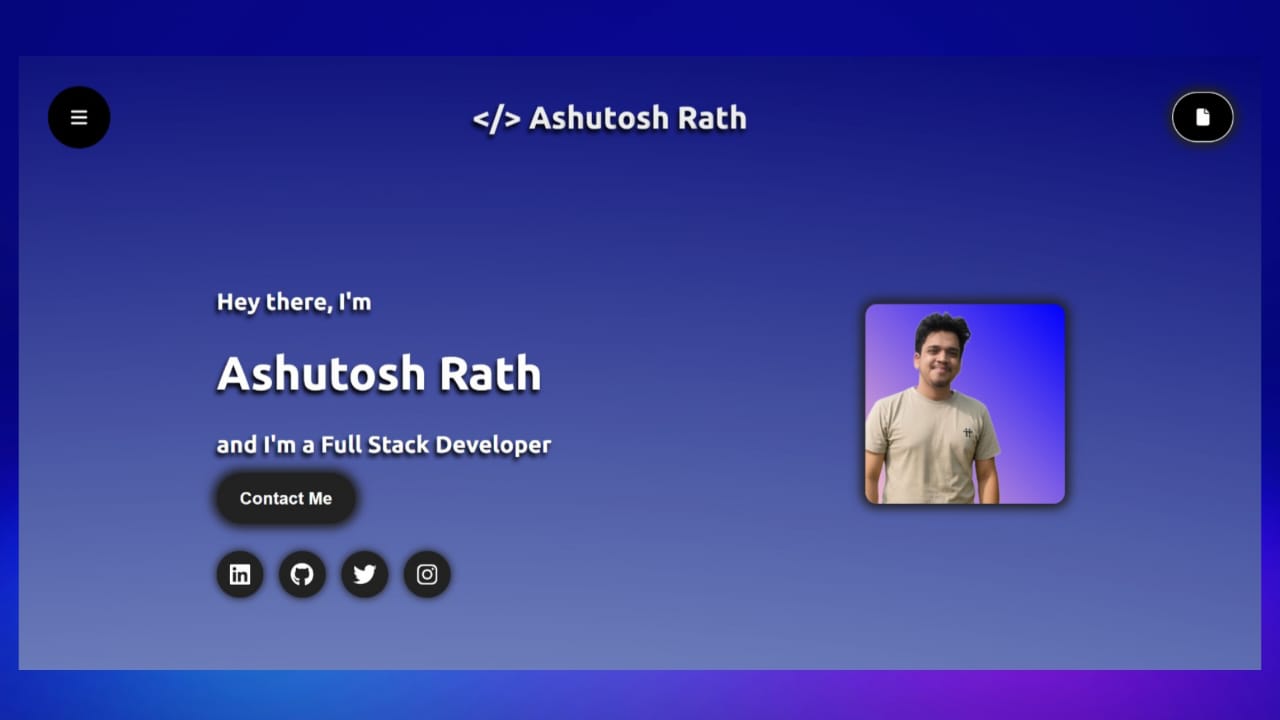 </> Ashutosh Rath
Hey there, I'm
Ashutosh Rath
and I'm a Full Stack Developer
Contact Me